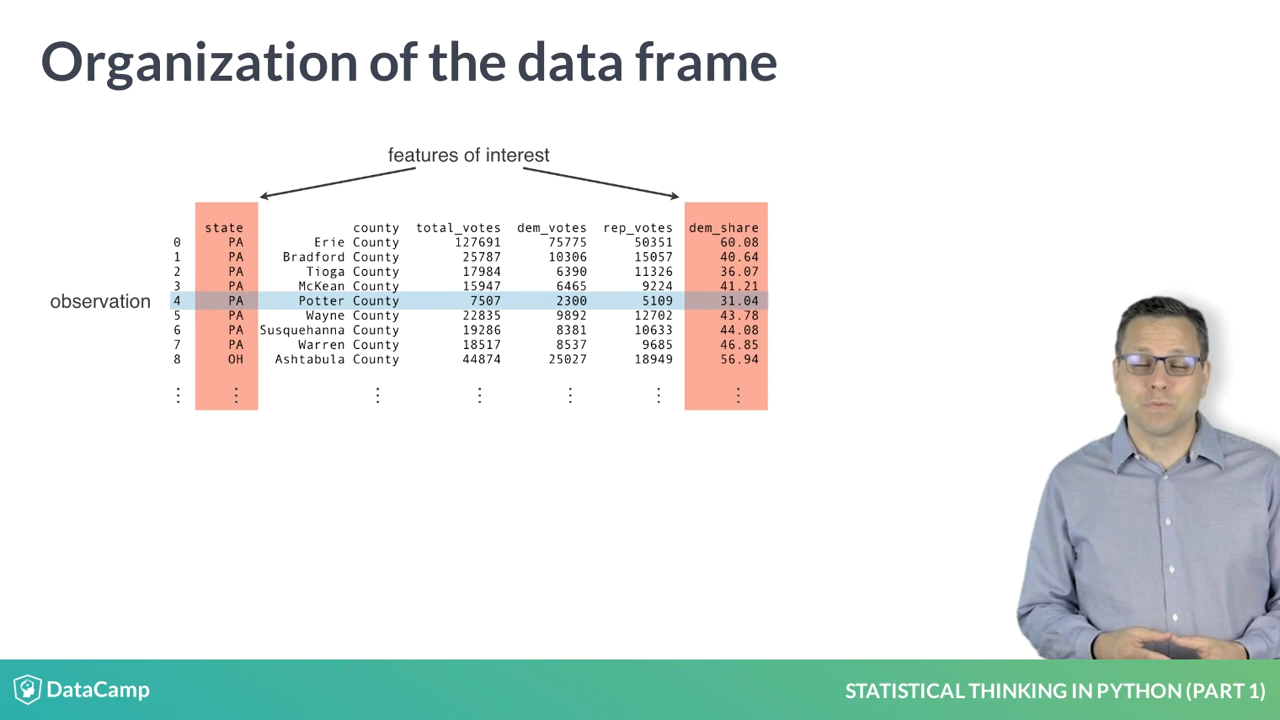 Organization of the data frame
features of interest
state county total_votes dem_votes rep_votes dem_share
0 PA Erie County 127691 75775 50351 60.08
1 PA Bradford County 25787 10306 15057 40.64
2 PA Tioga County 17984 6390 11326 36.07
3 PA McKean County 15947 6465 9224 41.21
observation 4 PA Potter County 7507 2300 5109 31.04
5 PA Wayne County 22835 9892 12702 43.78
6 PA Susquehanna County 19286 8381 10633 44.08
7 PA Warren County 18517 8537 9685 46.85
8 OH Ashtabula County 44874 25027 18949 56.94
⋮ ⋮ ⋮ ⋮ ⋮ ⋮ ⋮
DataCamp STATISTICAL THINKING IN PYTHON (PART 1)